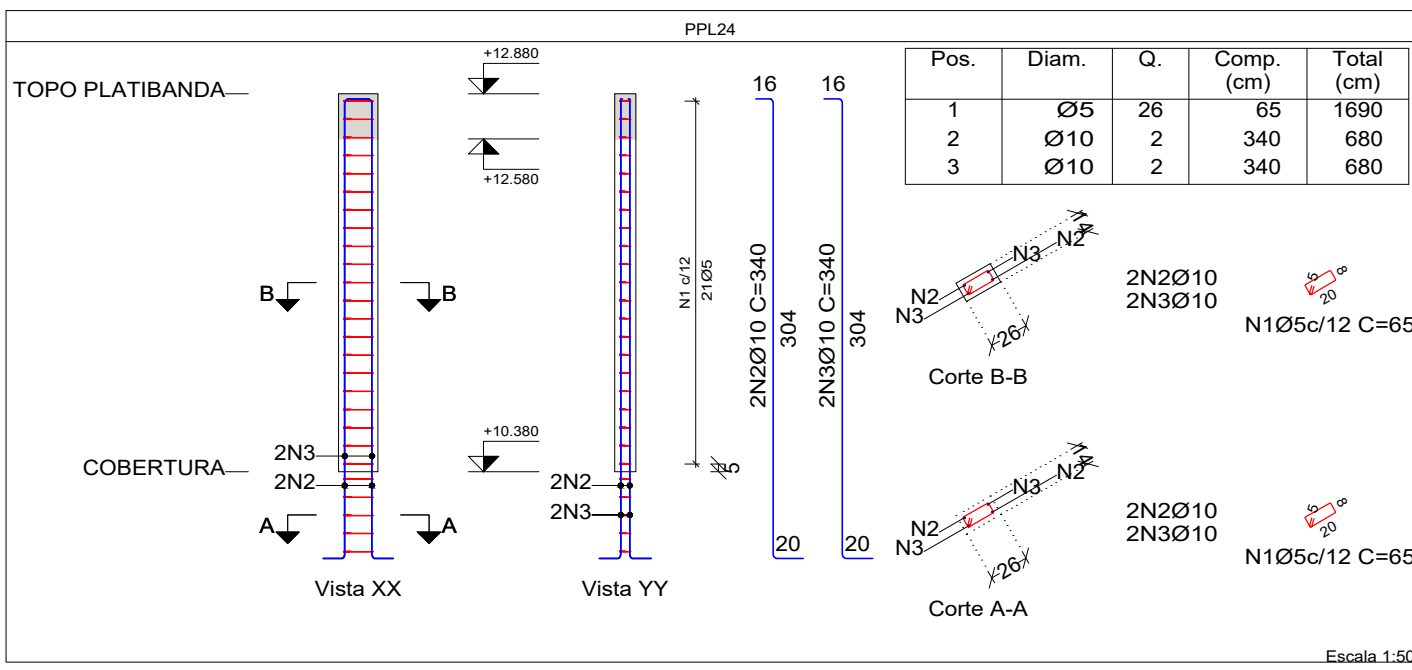 PPL24
TOPO PLATIBANDA
+12.880
+12.580
B
B
+10.380
COBERTURA
2N3
2N2
A
A
Vista XX
N1 c/12
21Ø5
5
2N2
2N3
Vista YY
16
2N2Ø10 C=340
304
20
16
2N3Ø10 C=340
304
20
Pos. Diam. Q. Comp. (cm) Total (cm)
1 Ø5 26 65 1690
2 Ø10 2 340 680
3 Ø10 2 340 680
14
N2
N3
N2
N3
26
Corte B-B
2N2Ø10
2N3Ø10
5
8
20
N1Ø5c/12 C=65
14
N2
N3
N2
N3
26
Corte A-A
2N2Ø10
2N3Ø10
5
8
20
N1Ø5c/12 C=65
Escala 1:50